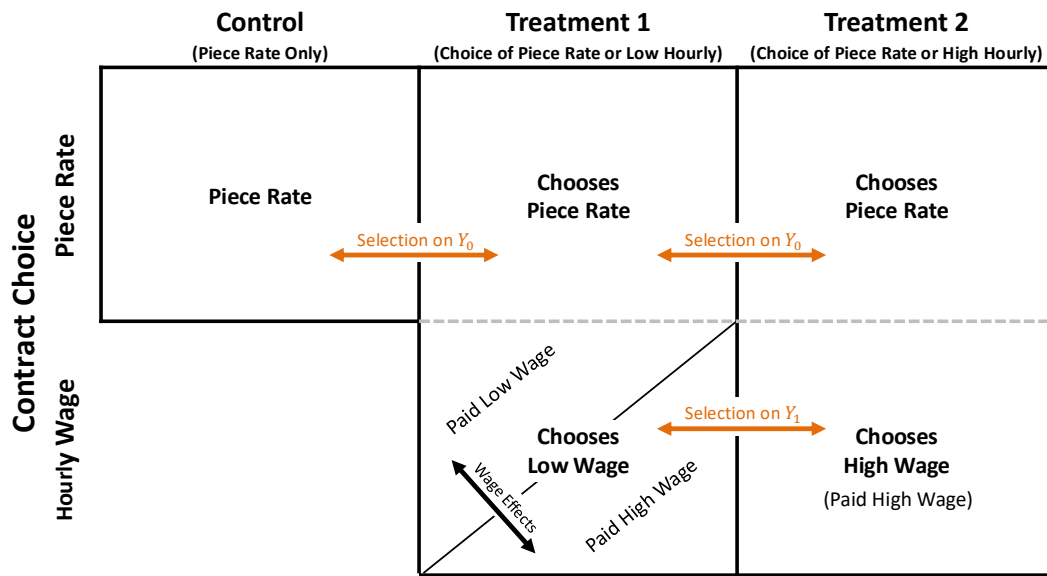 Control
(Piece Rate Only)
Treatment 1
(Choice of Piece Rate or Low Hourly)
Treatment 2
(Choice of Piece Rate or High Hourly)
Contract Choice
Piece Rate
Piece Rate
Chooses
Piece Rate
Chooses
Piece Rate
Selection on Y₀
Selection on Y₀
Hourly Wage
Paid Low Wage
Chooses
Low Wage
Wage Effects
Paid High Wage
Selection on Y₁
Chooses
High Wage
(Paid High Wage)